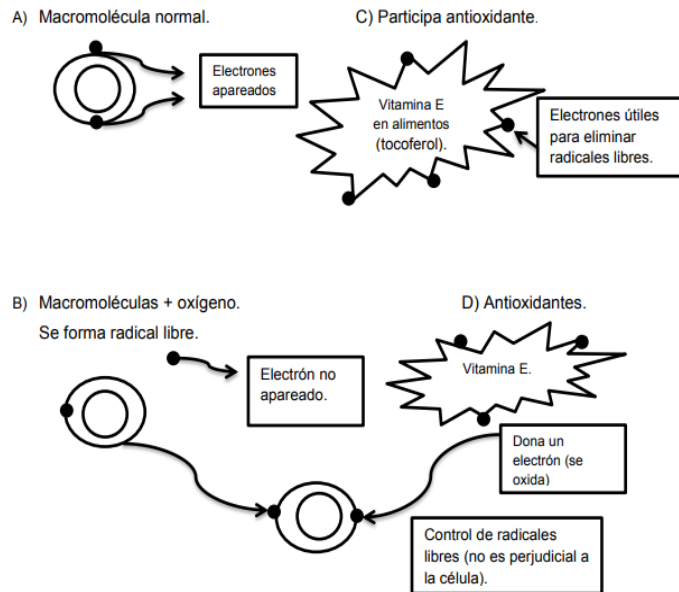 A) Macromolécula normal.
Electrones
apareados
C) Participa antioxidante.
Vitamina E
en alimentos
(tocoferol).
Electrones útiles
para eliminar
radicales libres.
B) Macromoléculas + oxígeno.
Se forma radical libre.
Electrón no
apareado.
D) Antioxidantes.
Vitamina E.
Dona un
electrón (se
oxida)
Control de radicales
libres (no es perjudicial a
la célula).